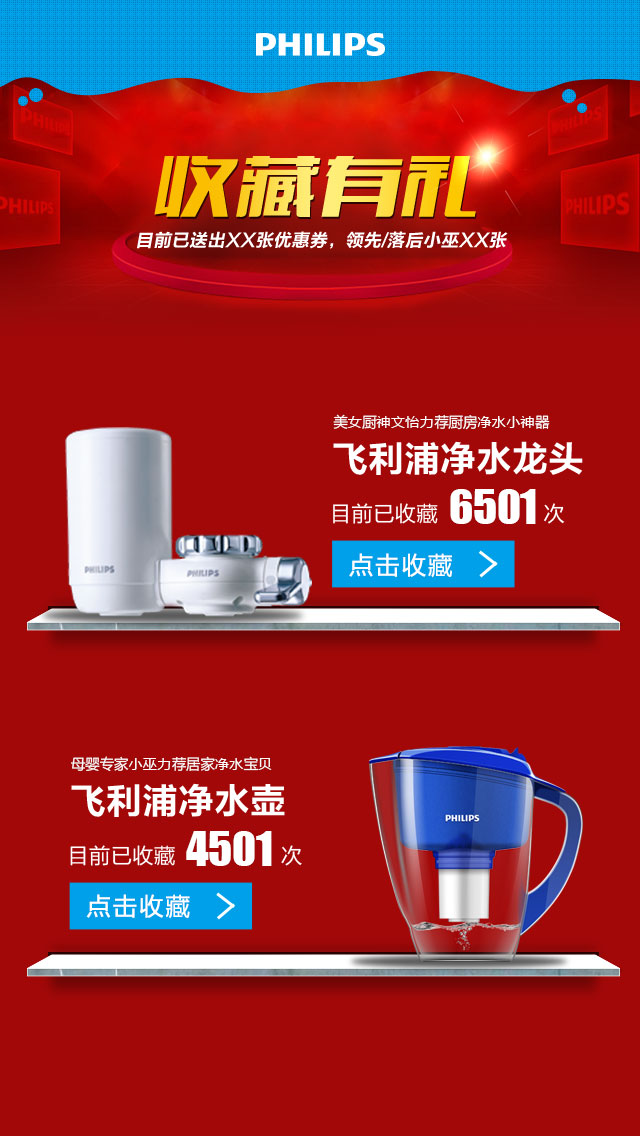 PHILIPS
PHILIPS
PHILIPS
PHILIPS
PHILIPS
收藏有礼
目前已送出XX张优惠券，领先/落后小巫XX张
美女厨神文怡力荐厨房净水小神器
飞利浦净水龙头
目前已收藏 6501 次
点击收藏
PHILIPS
PHILIPS
母婴专家小巫力荐居家净水宝贝
飞利浦净水壶
目前已收藏 4501 次
点击收藏
PHILIPS